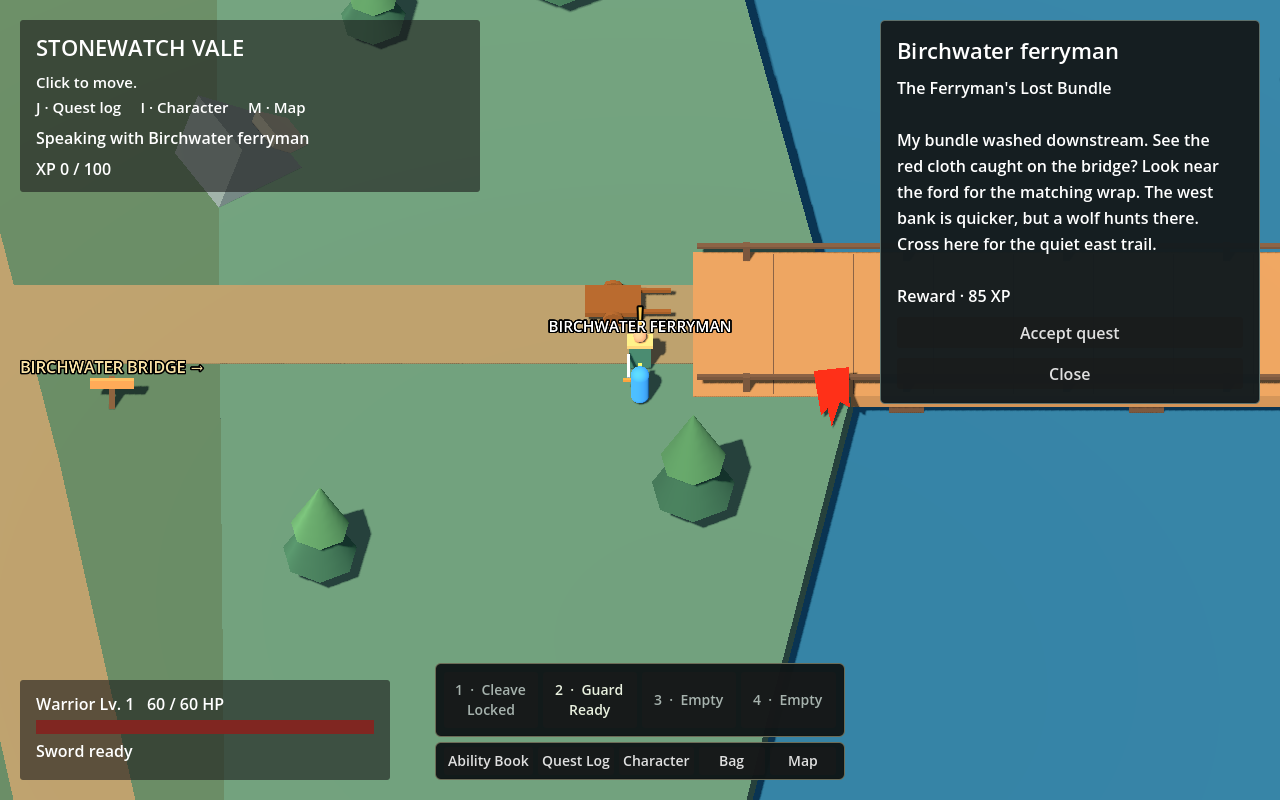 STONEWATCH VALE
Click to move.
J · Quest log I · Character M · Map
Speaking with Birchwater ferryman
XP 0 / 100
Birchwater ferryman
The Ferryman's Lost Bundle
My bundle washed downstream. See the
red cloth caught on the bridge? Look near
the ford for the matching wrap. The west
bank is quicker, but a wolf hunts there.
Cross here for the quiet east trail.
Reward · 85 XP
Accept quest
Close
!
BIRCHWATER FERRYMAN
BIRCHWATER BRIDGE →
Warrior Lv. 1 60 / 60 HP
Sword ready
1 · Cleave
Locked
2 · Guard
Ready
3 · Empty
4 · Empty
Ability Book Quest Log Character Bag Map